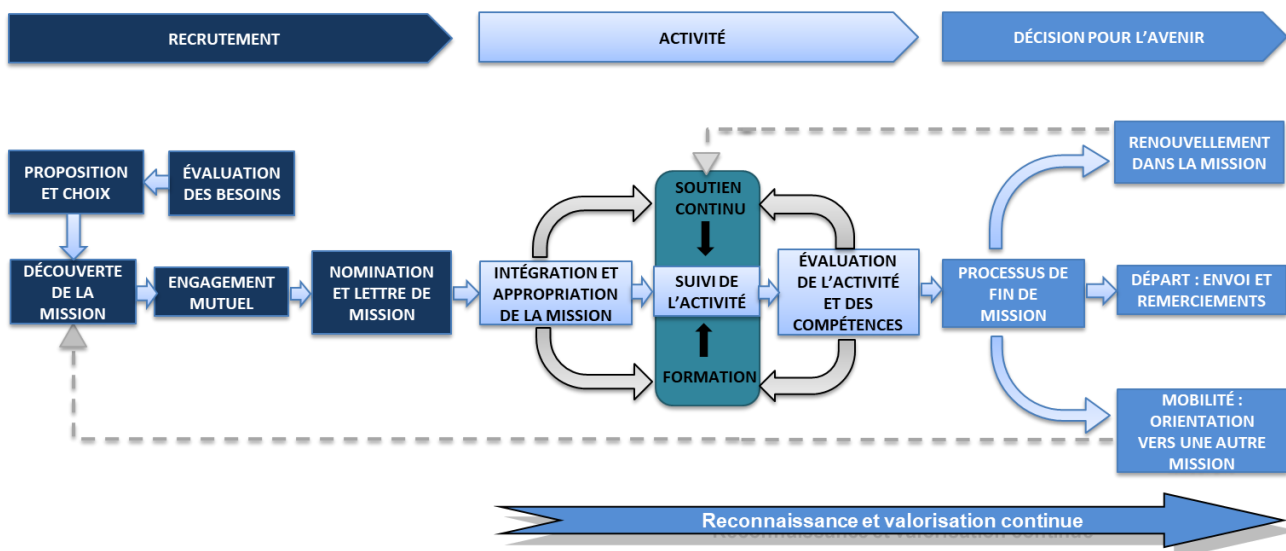 RECRUTEMENT
ACTIVITÉ
DÉCISION POUR L'AVENIR
PROPOSITION
ET CHOIX
ÉVALUATION
DES BESOINS
DÉCOUVERTE
DE LA
MISSION
ENGAGEMENT
MUTUEL
NOMINATION
ET LETTRE DE
MISSION
INTÉGRATION ET
APPROPRIATION
DE LA MISSION
SOUTIEN
CONTINU
SUIVI DE
L'ACTIVITÉ
FORMATION
ÉVALUATION
DE L'ACTIVITÉ
ET DES
COMPÉTENCES
PROCESSUS DE
FIN DE
MISSION
RENOUVELLEMENT
DANS LA MISSION
DÉPART : ENVOI ET
REMERCIEMENTS
MOBILITÉ :
ORIENTATION
VERS UNE AUTRE
MISSION
Reconnaissance et valorisation continue